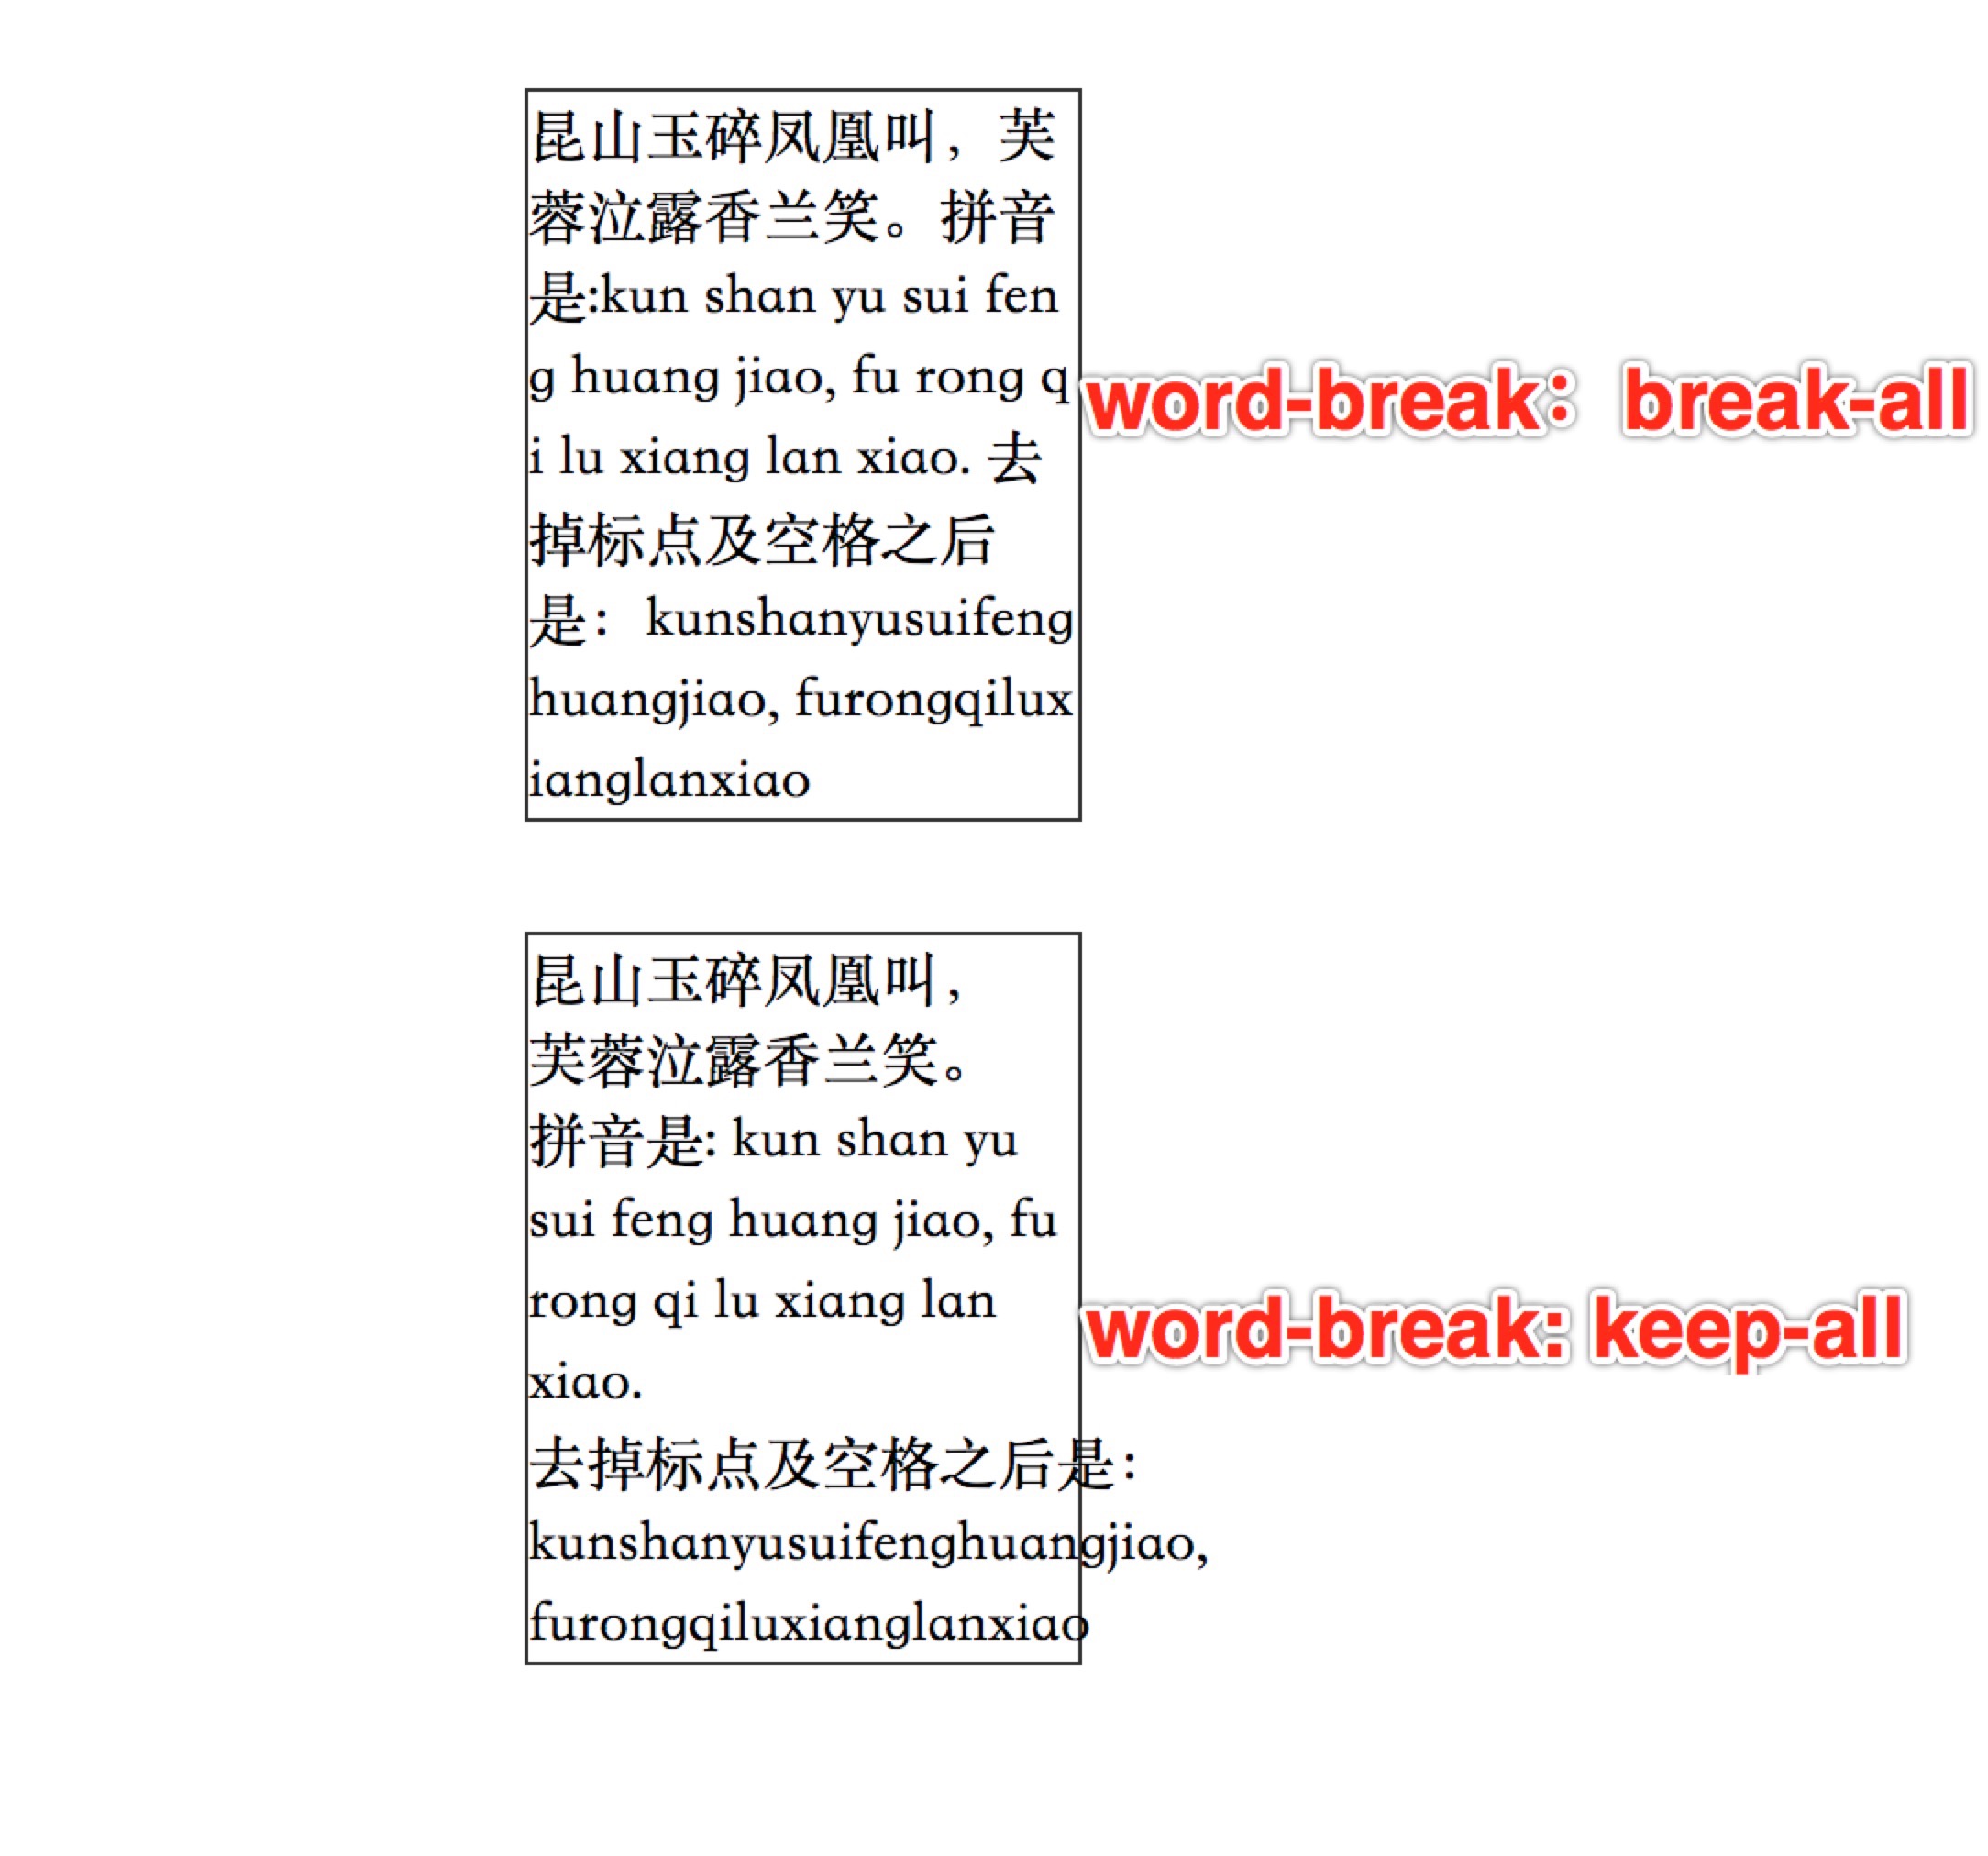 昆山玉碎凤凰叫，芙
蓉泣露香兰笑。拼音
是:kun shan yu sui fen
g huang jiao, fu rong q
i lu xiang lan xiao. 去
掉标点及空格之后
是：kunshanyusuifeng
huangjiao, furongqilux
ianglanxiao
word-break：break-all
昆山玉碎凤凰叫，
芙蓉泣露香兰笑。
拼音是: kun shan yu
sui feng huang jiao, fu
rong qi lu xiang lan
xiao.
去掉标点及空格之后是：
kunshanyusuifenghuangjiao,
furongqiluxianglanxiao
word-break: keep-all